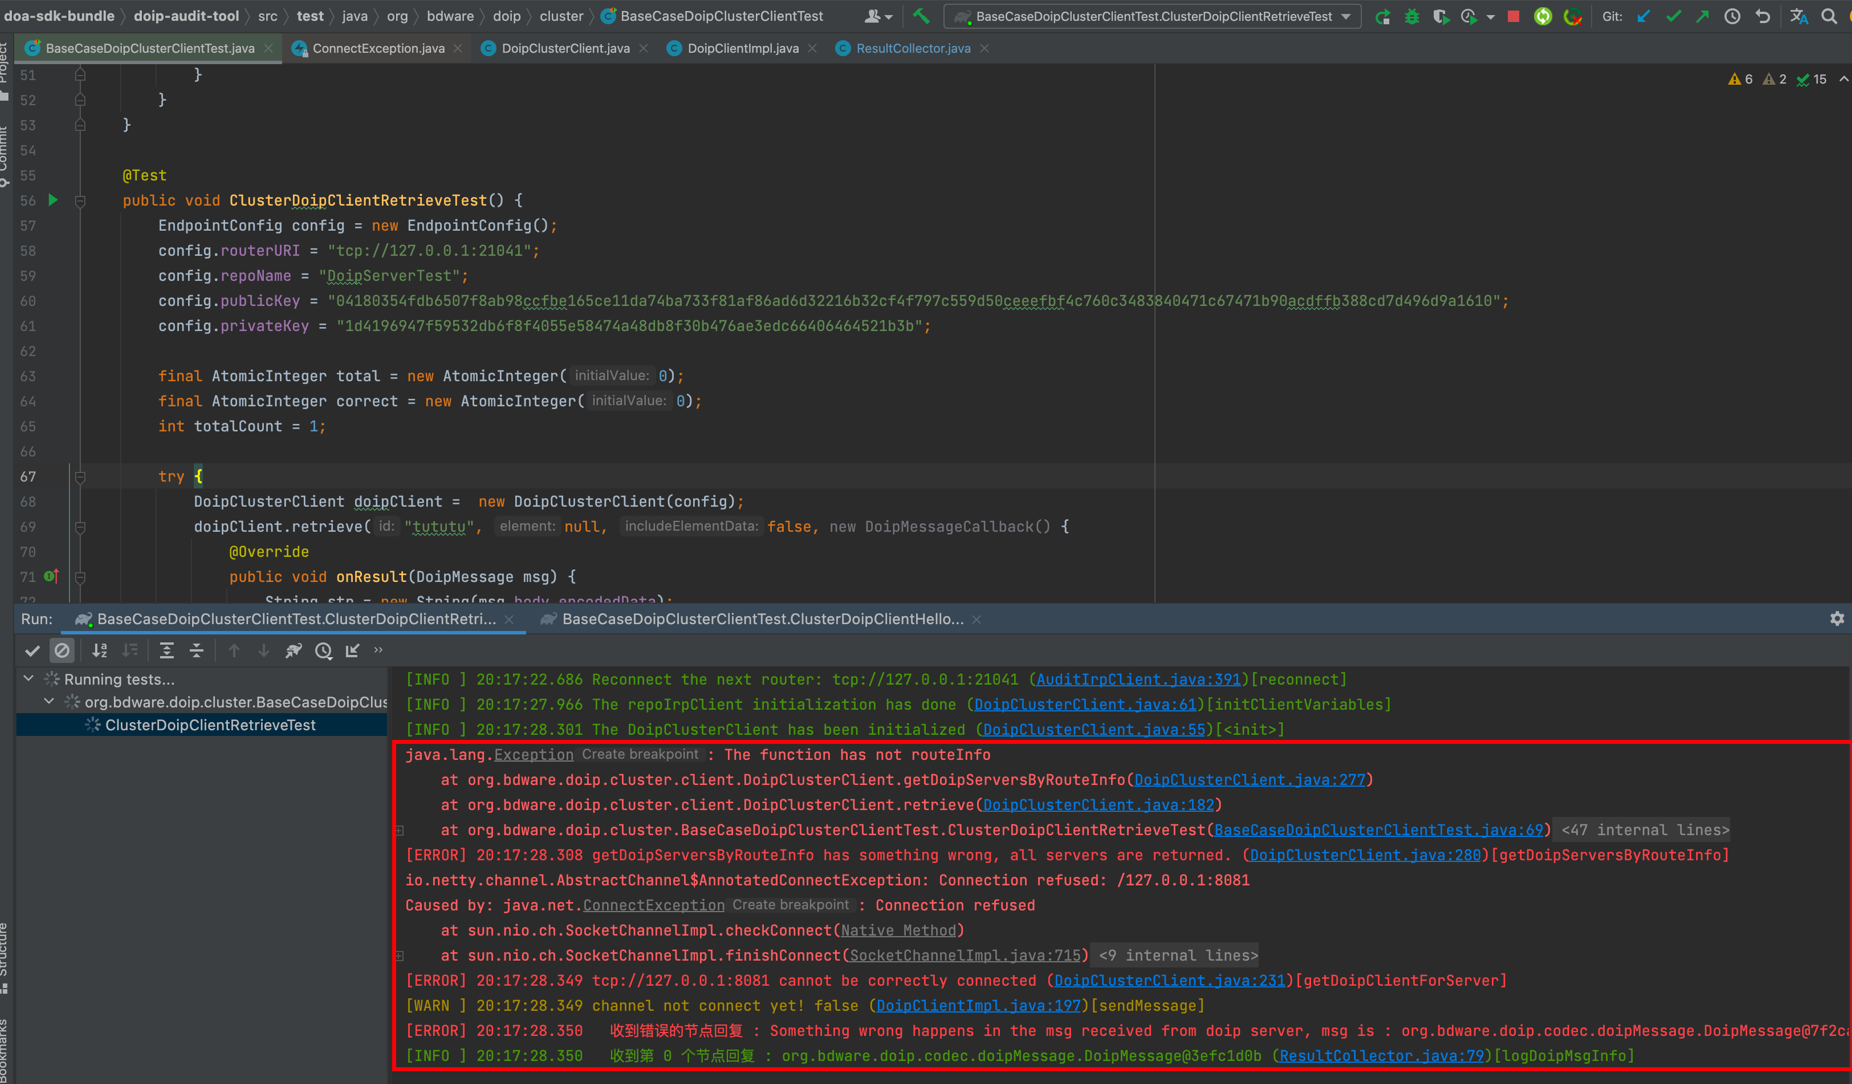 doa-sdk-bundle › doip-audit-tool › src › test › java › org › bdware › doip › cluster › BaseCaseDoipClusterClientTest
BaseCaseDoipClusterClientTest.ClusterDoipClientRetrieveTest
Git:
BaseCaseDoipClusterClientTest.java
ConnectException.java
DoipClusterClient.java
DoipClientImpl.java
ResultCollector.java
Project
Commit
Structure
Bookmarks
6 2 15
51 }
52 }
53 }
54
55 @Test
56 public void ClusterDoipClientRetrieveTest() {
57 EndpointConfig config = new EndpointConfig();
58 config.routerURI = "tcp://127.0.0.1:21041";
59 config.repoName = "DoipServerTest";
60 config.publicKey = "04180354fdb6507f8ab98ccfbe165ce11da74ba733f81af86ad6d32216b32cf4f797c559d50ceeefbf4c760c3483840471c67471b90acdffb388cd7d496d9a1610";
61 config.privateKey = "1d4196947f59532db6f8f4055e58474a48db8f30b476ae3edc66406464521b3b";
62
63 final AtomicInteger total = new AtomicInteger( initialValue: 0);
64 final AtomicInteger correct = new AtomicInteger( initialValue: 0);
65 int totalCount = 1;
66
67 try {
68 DoipClusterClient doipClient =  new DoipClusterClient(config);
69 doipClient.retrieve( id: "tututu", element: null, includeElementData: false, new DoipMessageCallback() {
70 @Override
71 public void onResult(DoipMessage msg) {
72 String str = new String(msg.body.encodedData);
Run: BaseCaseDoipClusterClientTest.ClusterDoipClientRetri... BaseCaseDoipClusterClientTest.ClusterDoipClientHello...
Running tests...
org.bdware.doip.cluster.BaseCaseDoipClus
ClusterDoipClientRetrieveTest
[INFO ] 20:17:22.686 Reconnect the next router: tcp://127.0.0.1:21041 (AuditIrpClient.java:391)[reconnect]
[INFO ] 20:17:27.966 The repoIrpClient initialization has done (DoipClusterClient.java:61)[initClientVariables]
[INFO ] 20:17:28.301 The DoipClusterClient has been initialized (DoipClusterClient.java:55)[<init>]
java.lang.Exception Create breakpoint : The function has not routeInfo
at org.bdware.doip.cluster.client.DoipClusterClient.getDoipServersByRouteInfo(DoipClusterClient.java:277)
at org.bdware.doip.cluster.client.DoipClusterClient.retrieve(DoipClusterClient.java:182)
at org.bdware.doip.cluster.BaseCaseDoipClusterClientTest.ClusterDoipClientRetrieveTest(BaseCaseDoipClusterClientTest.java:69) <47 internal lines>
[ERROR] 20:17:28.308 getDoipServersByRouteInfo has something wrong, all servers are returned. (DoipClusterClient.java:280)[getDoipServersByRouteInfo]
io.netty.channel.AbstractChannel$AnnotatedConnectException: Connection refused: /127.0.0.1:8081
Caused by: java.net.ConnectException Create breakpoint : Connection refused
at sun.nio.ch.SocketChannelImpl.checkConnect(Native Method)
at sun.nio.ch.SocketChannelImpl.finishConnect(SocketChannelImpl.java:715) <9 internal lines>
[ERROR] 20:17:28.349 tcp://127.0.0.1:8081 cannot be correctly connected (DoipClusterClient.java:231)[getDoipClientForServer]
[WARN ] 20:17:28.349 channel not connect yet! false (DoipClientImpl.java:197)[sendMessage]
[ERROR] 20:17:28.350 收到错误的节点回复 : Something wrong happens in the msg received from doip server, msg is : org.bdware.doip.codec.doipMessage.DoipMessage@7f2ca
[INFO ] 20:17:28.350 收到第 0 个节点回复 : org.bdware.doip.codec.doipMessage.DoipMessage@3efc1d0b (ResultCollector.java:79)[logDoipMsgInfo]